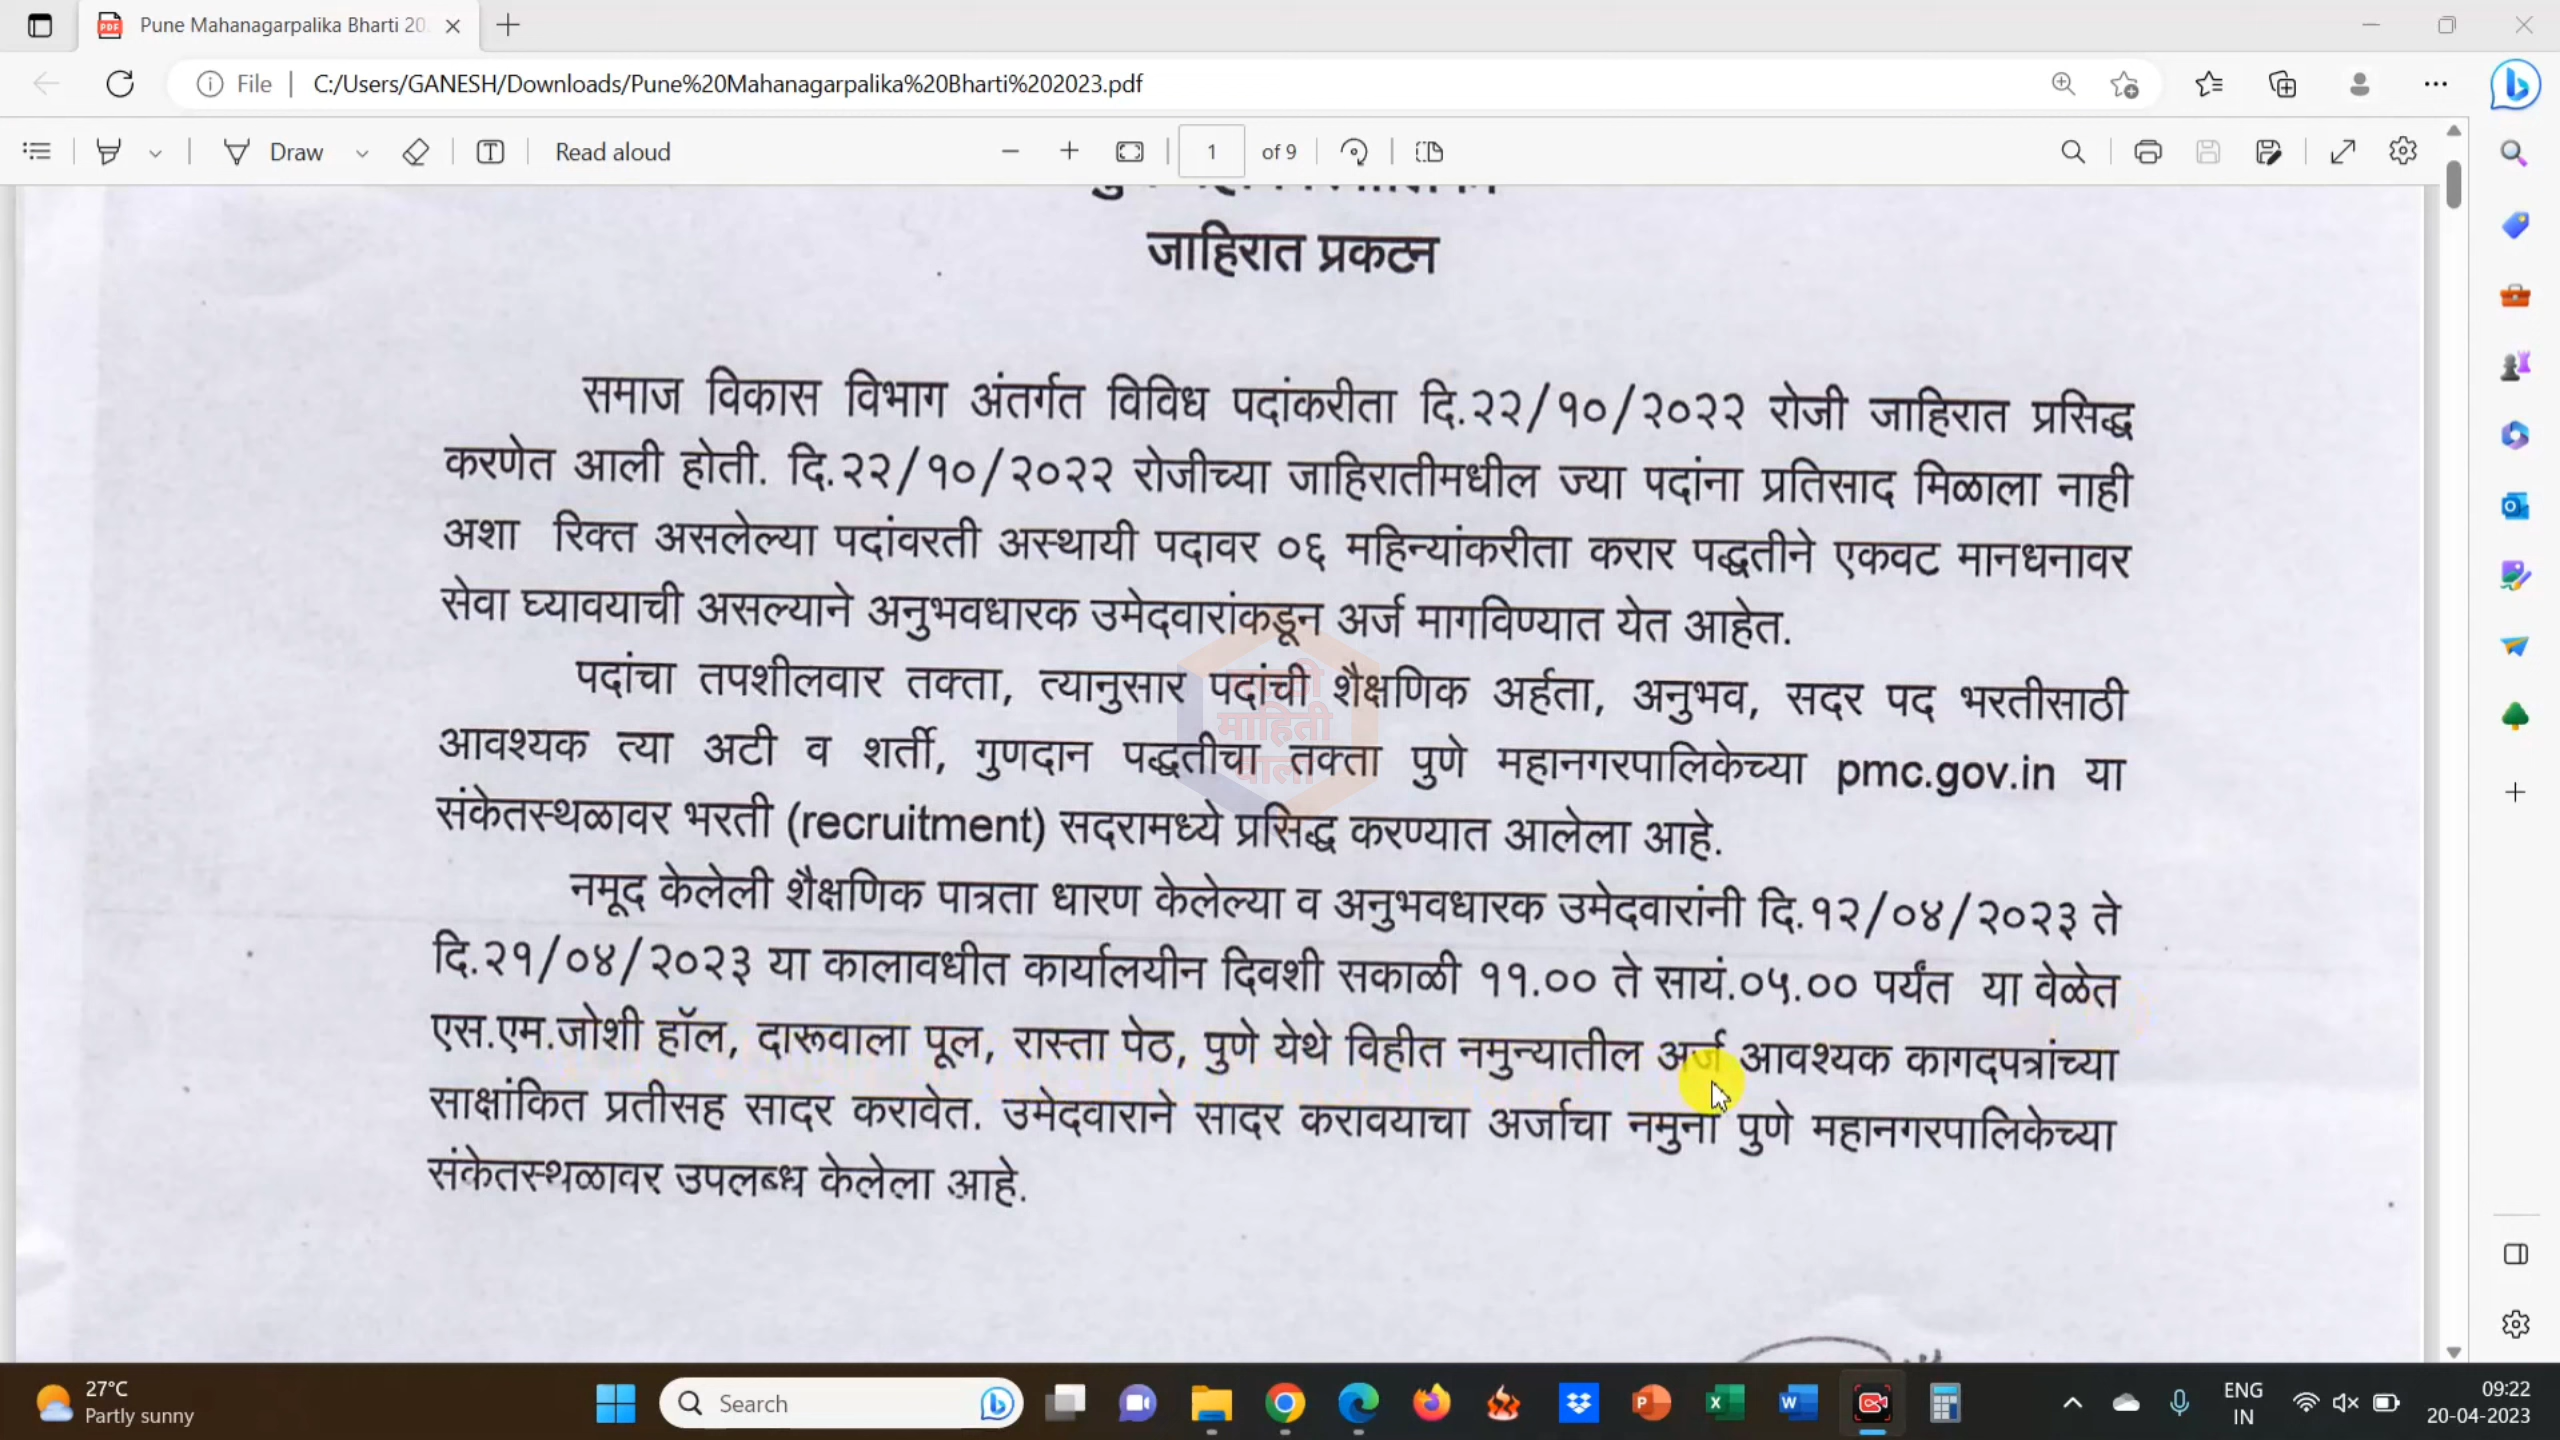 Pune Mahanagarpalika Bharti 20
File
C:/Users/GANESH/Downloads/Pune%20Mahanagarpalika%20Bharti%202023.pdf
Draw
Read aloud
1 of 9
जाहिरात प्रकटन
समाज विकास विभाग अंतर्गत विविध पदांकरीता दि.२२/१०/२०२२ रोजी जाहिरात प्रसिद्ध
करणेत आली होती. दि.२२/१०/२०२२ रोजीच्या जाहिरातीमधील ज्या पदांना प्रतिसाद मिळाला नाही
अशा रिक्त असलेल्या पदांवरती अस्थायी पदावर ०६ महिन्यांकरीता करार पद्धतीने एकवट मानधनावर
सेवा घ्यावयाची असल्याने अनुभवधारक उमेदवारांकडून अर्ज मागविण्यात येत आहेत.
पदांचा तपशीलवार तक्ता, त्यानुसार पदांची शैक्षणिक अर्हता, अनुभव, सदर पद भरतीसाठी
आवश्यक त्या अटी व शर्ती, गुणदान पद्धतीचा तक्ता पुणे महानगरपालिकेच्या pmc.gov.in या
संकेतस्थळावर भरती (recruitment) सदरामध्ये प्रसिद्ध करण्यात आलेला आहे.
नमूद केलेली शैक्षणिक पात्रता धारण केलेल्या व अनुभवधारक उमेदवारांनी दि.१२/०४/२०२३ ते
दि.२१/०४/२०२३ या कालावधीत कार्यालयीन दिवशी सकाळी ११.०० ते सायं.०५.०० पर्यंत या वेळेत
एस.एम.जोशी हॉल, दारूवाला पूल, रास्ता पेठ, पुणे येथे विहीत नमुन्यातील अर्ज आवश्यक कागदपत्रांच्या
साक्षांकित प्रतीसह सादर करावेत. उमेदवाराने सादर करावयाचा अर्जाचा नमुना पुणे महानगरपालिकेच्या
संकेतस्थळावर उपलब्ध केलेला आहे.
माहिती
27°C
Partly sunny
Search
ENG
IN
09:22
20-04-2023